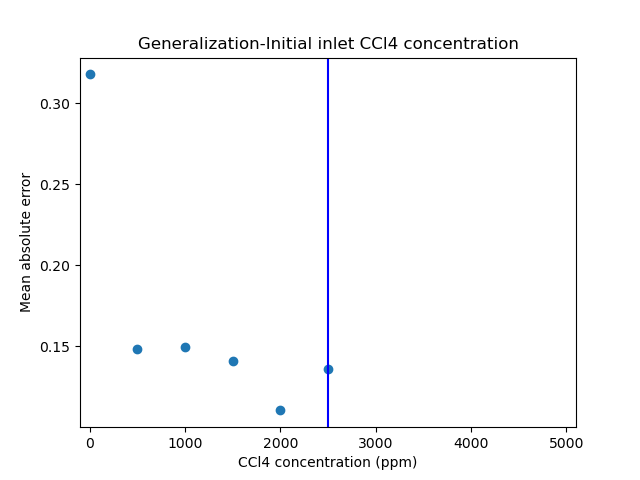 Generalization-Initial inlet CCl4 concentration
Mean absolute error
0.30
0.25
0.20
0.15
0 1000 2000 3000 4000 5000
CCl4 concentration (ppm)